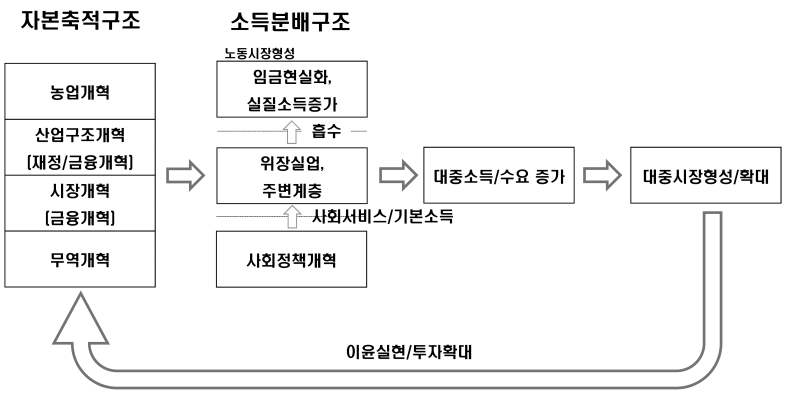 자본축적구조
소득분배구조
농업개혁
산업구조개혁
(재정/금융개혁)
시장개혁
(금융개혁)
무역개혁
노동시장형성
임금현실화,
실질소득증가
흡수
위장실업,
주변계층
사회서비스/기본소득
사회정책개혁
대중소득/수요 증가
대중시장형성/확대
이윤실현/투자확대